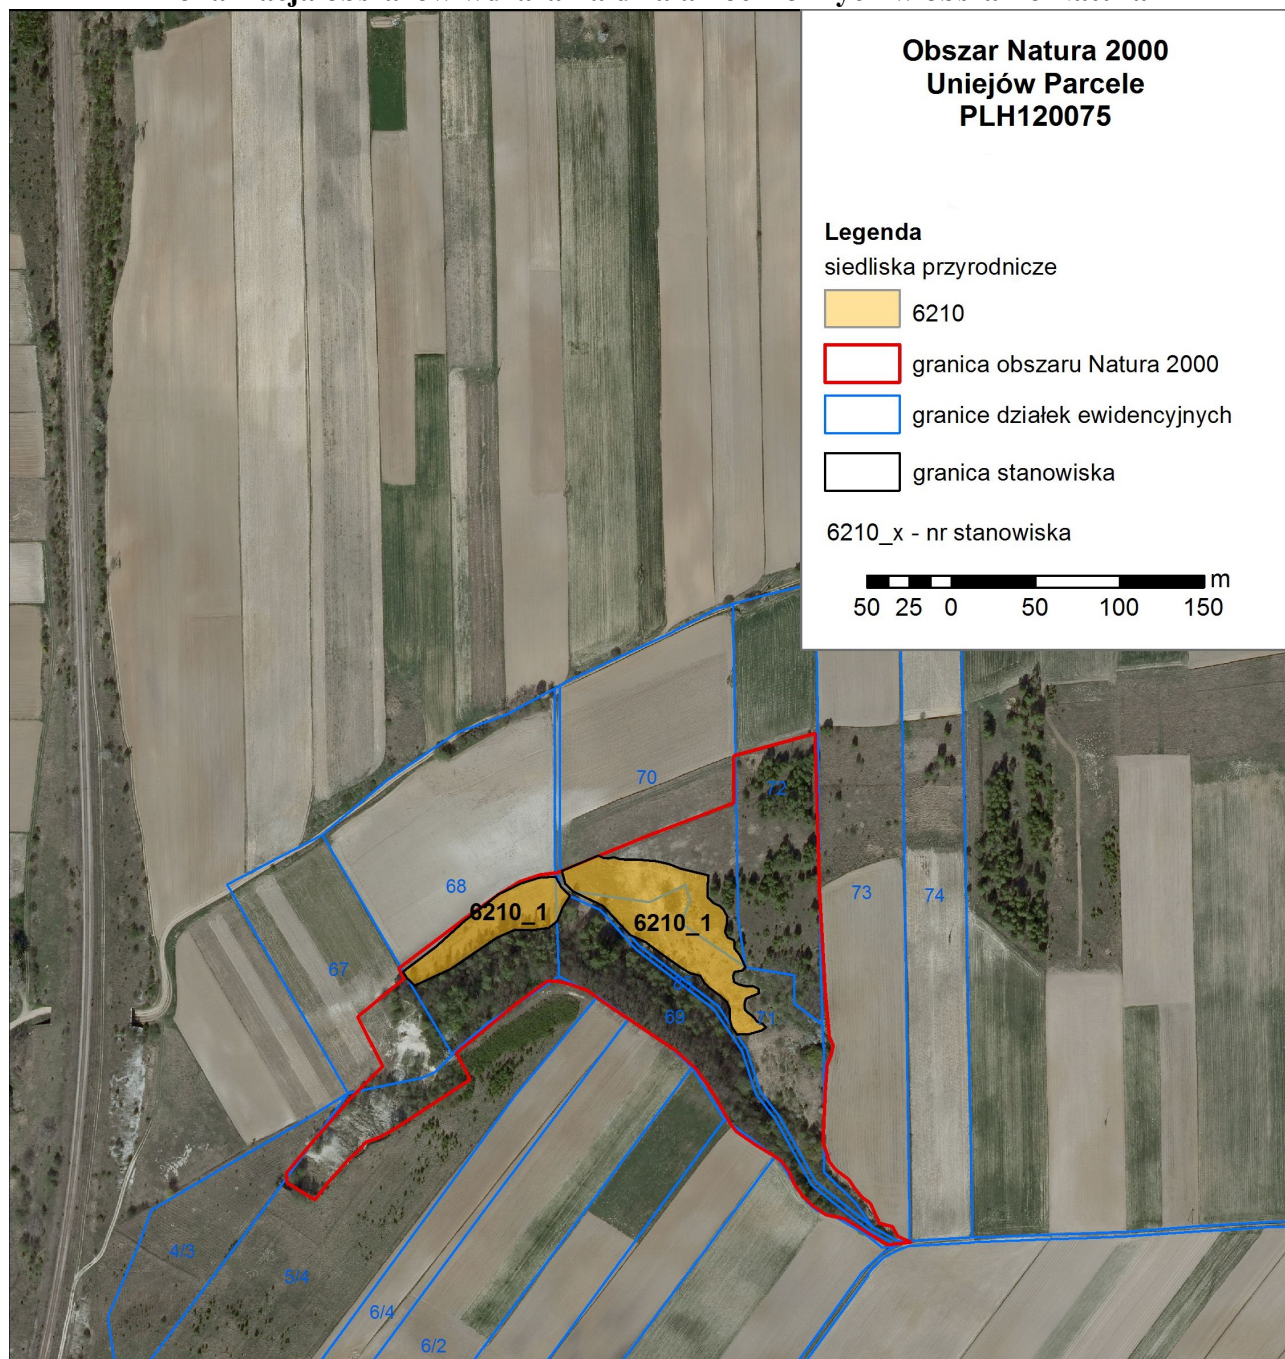 Obszar Natura 2000
Uniejów Parcele
PLH120075
Legenda
siedliska przyrodnicze
6210
granica obszaru Natura 2000
granice działek ewidencyjnych
granica stanowiska
6210_x - nr stanowiska
m
50 25 0 50 100 150
70
72
68
73
74
6210_1
6210_1
67
69
71
4/3
5/4
6/4
6/2